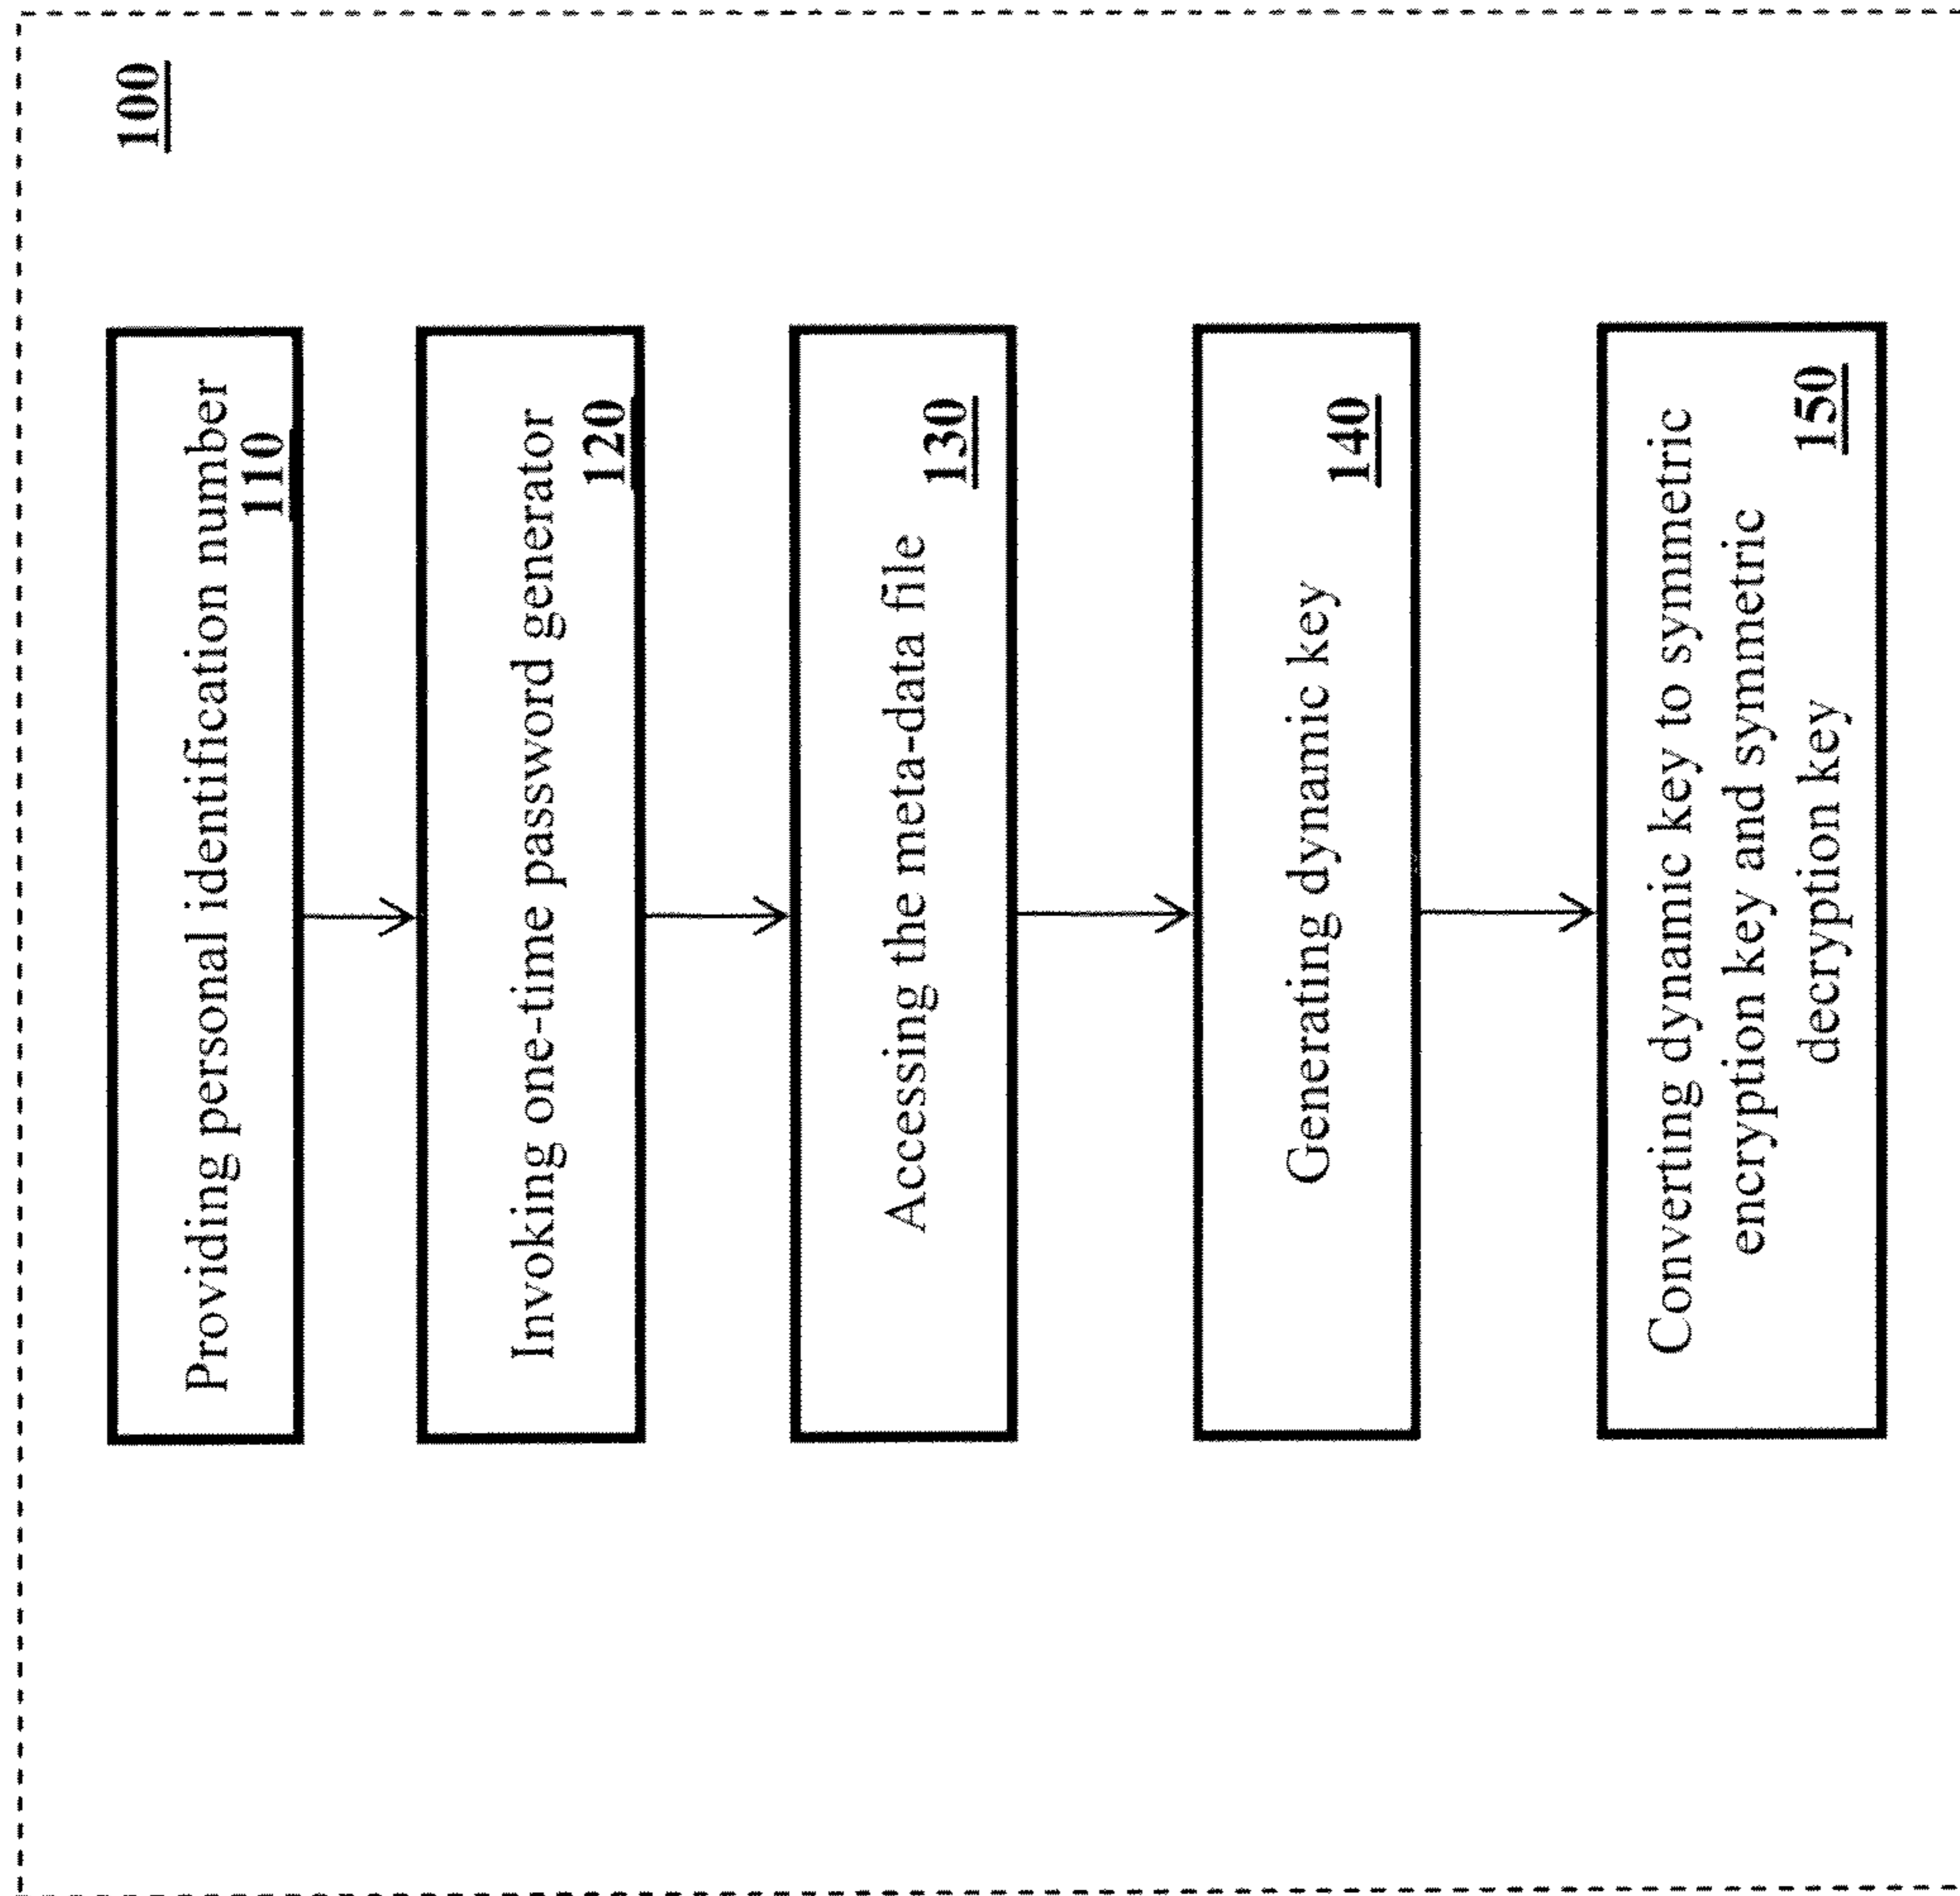 100
Providing personal identification number
110
Invoking one-time password generator
120
Accessing the meta-data file
130
Generating dynamic key
140
Converting dynamic key to symmetric
encryption key and symmetric
decryption key
150